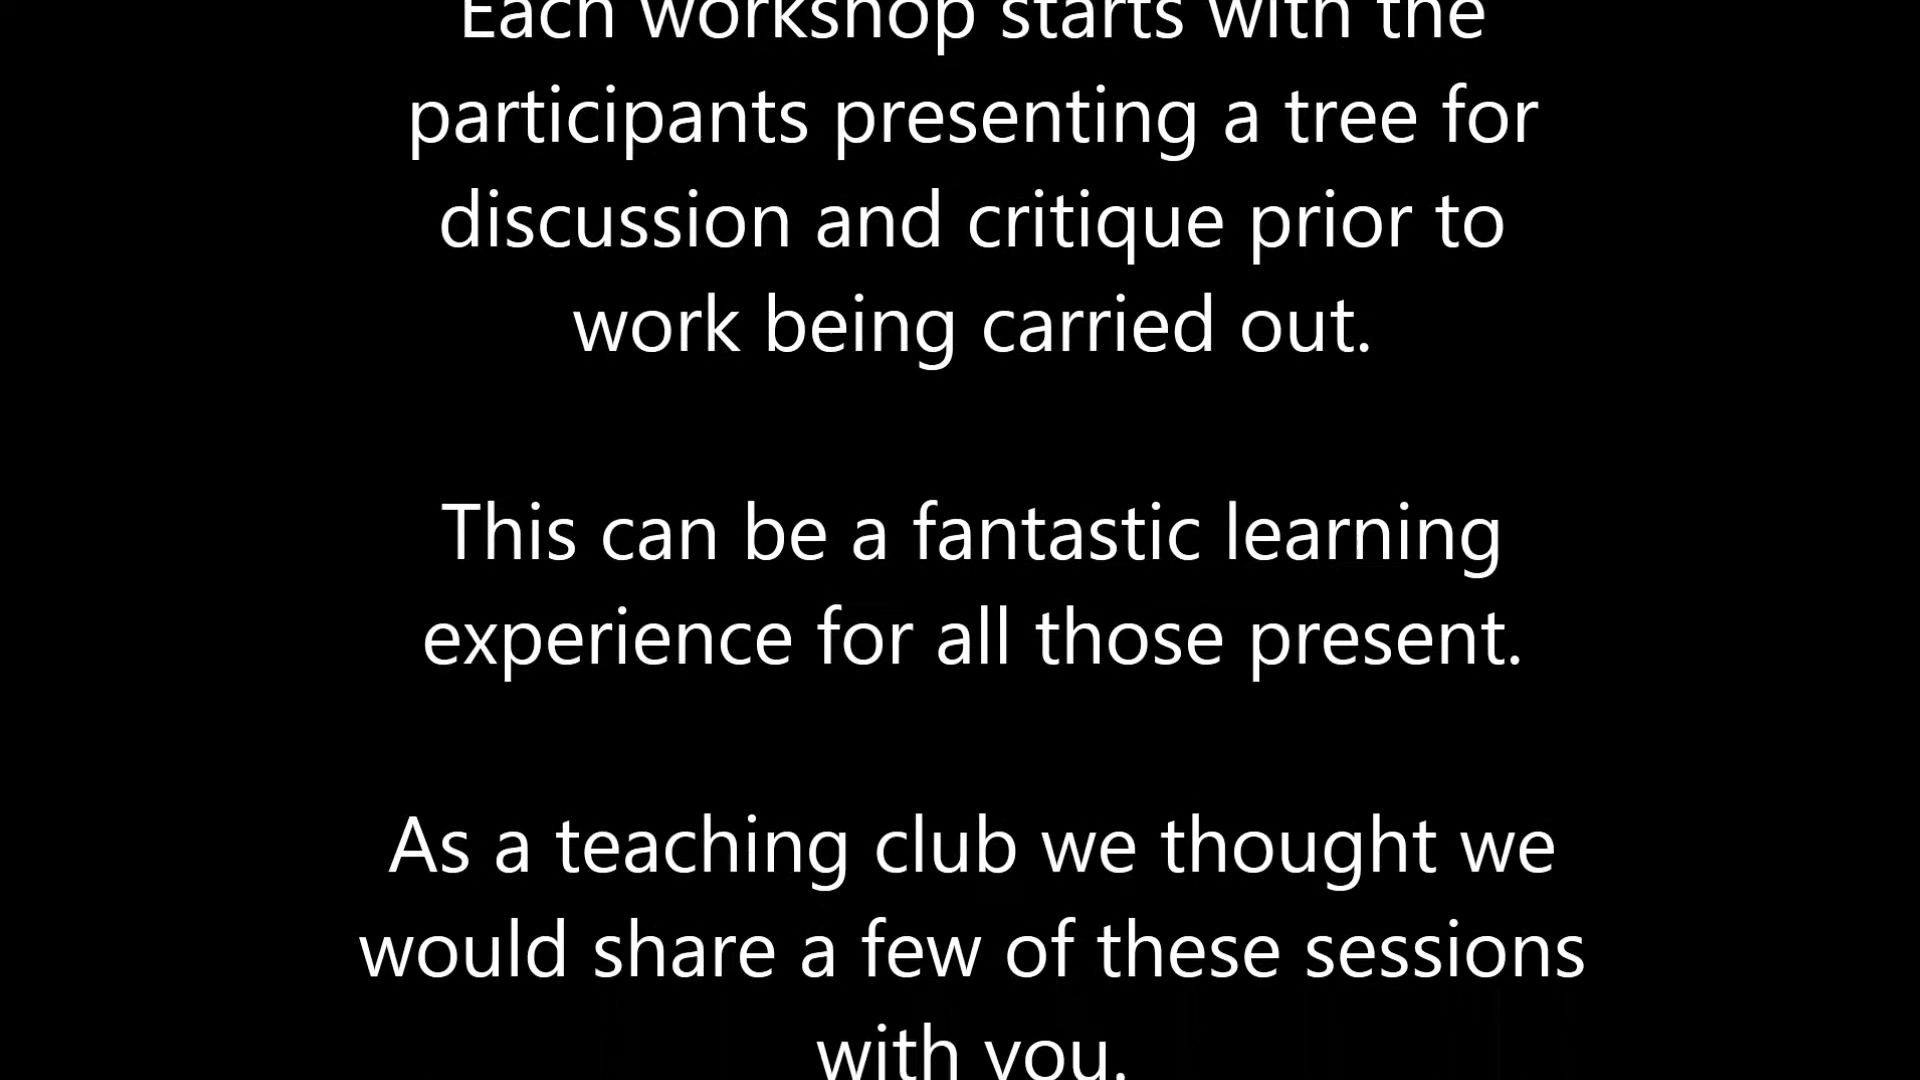 Each workshop starts with the
participants presenting a tree for
discussion and critique prior to
work being carried out.
This can be a fantastic learning
experience for all those present.
As a teaching club we thought we
would share a few of these sessions
with you.